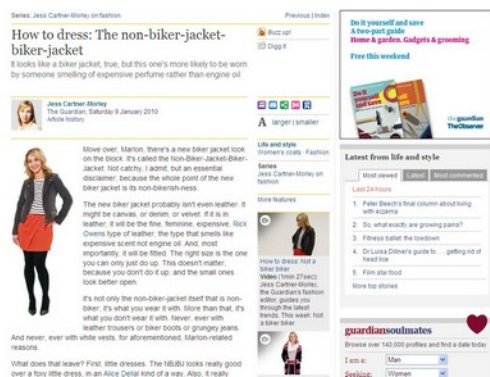 Series: Jess Cartner-Morley on fashion
Previous | Index
How to dress: The non-biker-jacket-
biker-jacket
It looks like a biker jacket, true, but this one's more likely to be worn
by someone smelling of expensive perfume rather than engine oil
Jess Cartner-Morley
The Guardian, Saturday 9 January 2010
Article history
Move over, Marlon, there's a new biker jacket look
on the block. It's called the Non-Biker-Jacket-Biker-
Jacket. Not catchy, I admit, but an essential
disclaimer, because the whole point of the new
biker jacket is its non-bikerish-ness.
The new biker jacket probably isn't even leather. It
might be canvas, or denim, or velvet. If it is in
leather, it will be the fine, feminine, expensive, Rick
Owens type of leather; the type that smells like
expensive scent not engine oil. And, most
importantly, it will be fitted. The right size is the one
you can only just do up. This doesn't matter,
because you don't do it up, and the small ones
look better open.
It's not only the non-biker-jacket itself that is non-
biker; it's what you wear it with. More than that, it's
what you don't wear it with. Never, ever with
leather trousers or biker boots or grungey jeans.
And never, ever with white vests, for aforementioned, Marlon-related
reasons.
What does that leave? First, little dresses. The NBJBJ looks really good
over a foxy little dress, in an Alice Dellal kind of way. Also, it really
Buzz up!
Digg it
A larger | smaller
Life and style
Women's coats · Fashion
Series
Jess Cartner-Morley on
fashion
More features
How to dress: Not a
biker biker
Video (1min 27sec):
Jess Cartner-Morley,
the Guardian's fashion
editor, guides you
through the latest
trends. This week: Not
a biker biker
Do it yourself and save
A two-part guide
Home & garden. Gadgets & grooming
Free this weekend
Do it
yourself
and save
theguardian
TheObserver
Latest from life and style
Most viewed
Latest
Most commented
Last 24 hours
1. Peter Beech's final column about living
with eczema
2. So, what exactly are growing pains?
3. Fitness ballet: the lowdown
4. Dr Luisa Dillner's guide to . . . getting rid of
head lice
5. Film star food
More top stories
guardiansoulmates
Browse over 140,000 profiles and find a date today
I am a:
Man
Seeking:
Women